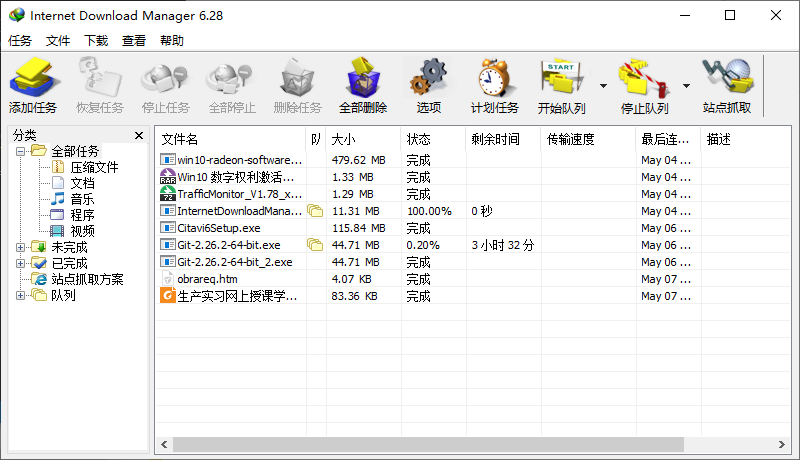 Internet Download Manager 6.28
任务 文件 下载 查看 帮助
START
添加任务 恢复任务 停止任务 全部停止 删除任务 全部删除 选项 计划任务 开始队列 停止队列 站点抓取
分类
全部任务
压缩文件
文档
音乐
程序
视频
未完成
已完成
站点抓取方案
队列
文件名 队 大小 状态 剩余时间 传输速度 最后连... 描述
win10-radeon-software... 479.62 MB 完成 May 04 ...
RAR Win10 数字权利激活... 1.33 MB 完成 May 04 ...
7Z TrafficMonitor_V1.78_x... 1.29 MB 完成 May 04 ...
InternetDownloadMana... 11.31 MB 100.00% 0 秒 May 04 ...
Citavi6Setup.exe 115.84 MB 完成 May 06 ...
Git-2.26.2-64-bit.exe 44.71 MB 0.20% 3 小时 32 分 May 06 ...
Git-2.26.2-64-bit_2.exe 44.71 MB 完成 May 06 ...
obrareq.htm 4.07 KB 完成 May 07 ...
生产实习网上授课学... 83.36 KB 完成 May 07 ...